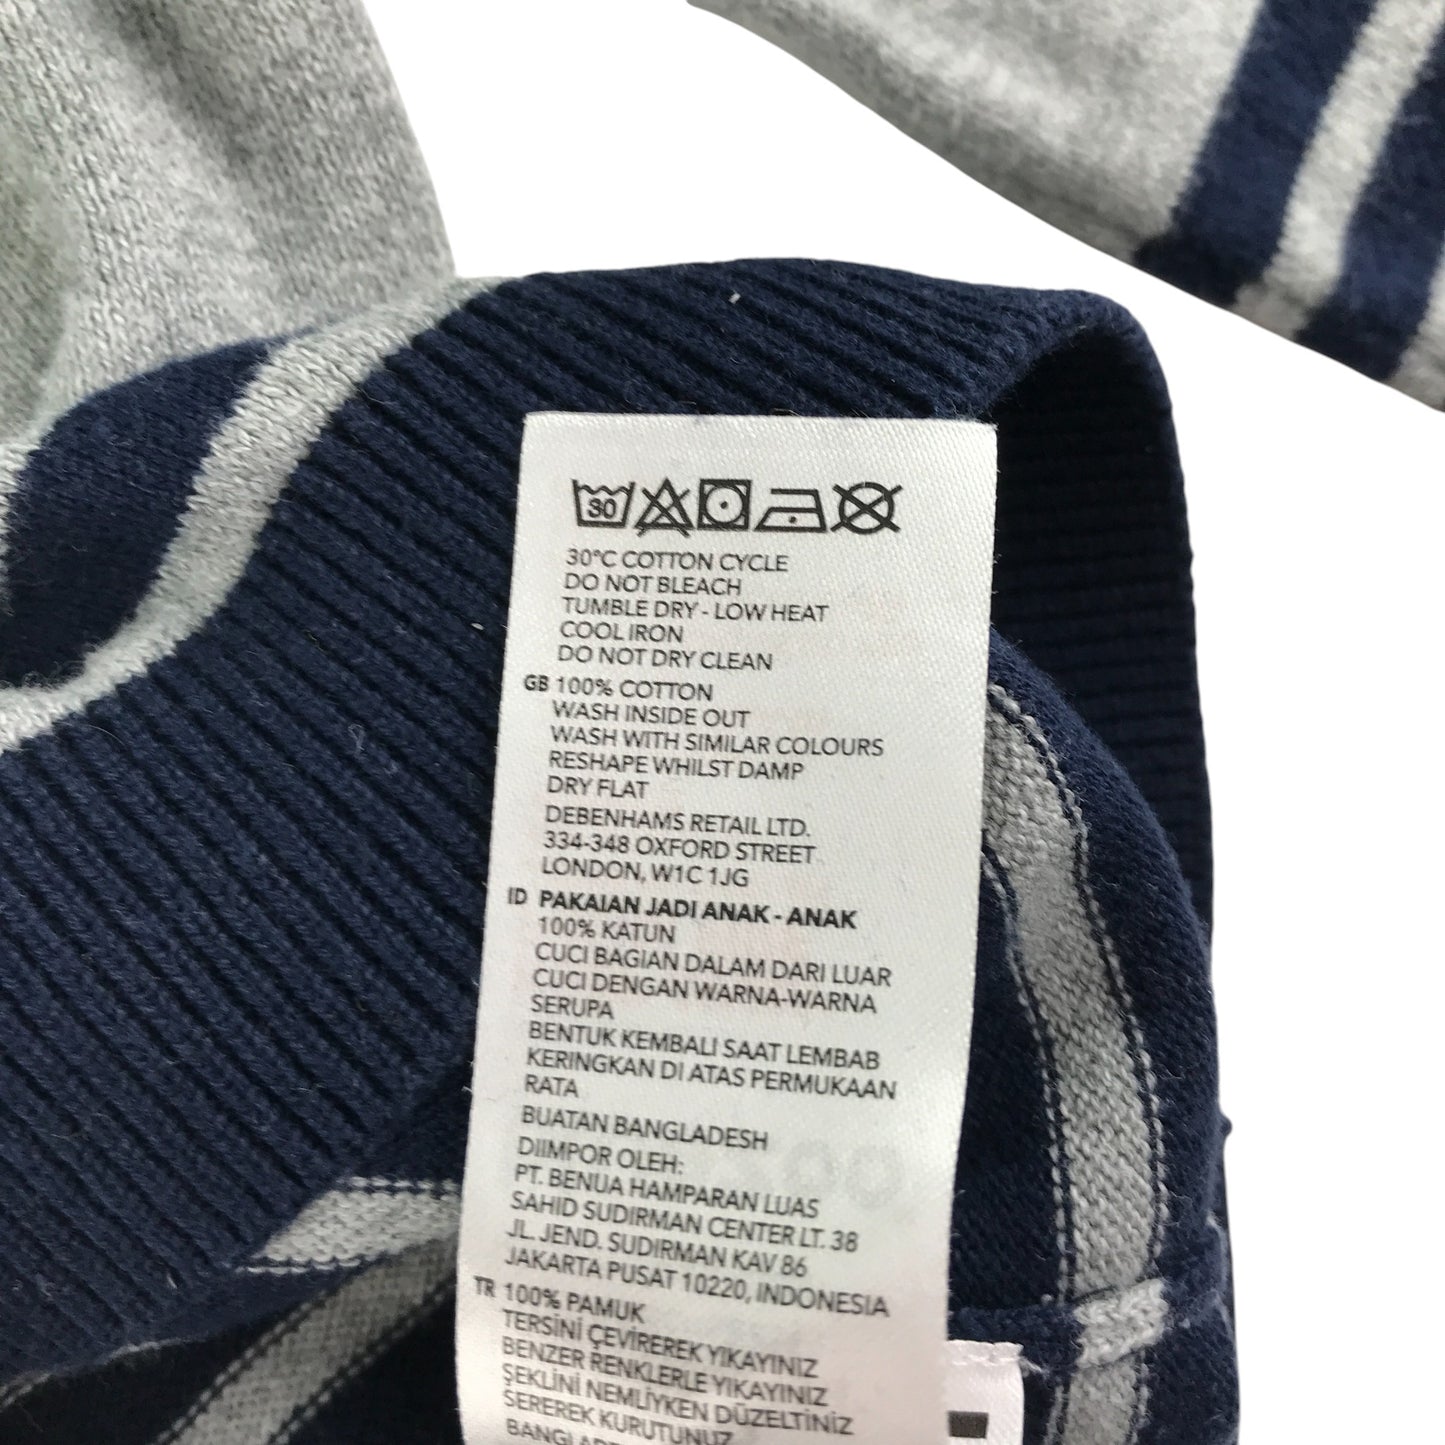 30
30°C COTTON CYCLE
DO NOT BLEACH
TUMBLE DRY - LOW HEAT
COOL IRON
DO NOT DRY CLEAN
GB 100% COTTON
WASH INSIDE OUT
WASH WITH SIMILAR COLOURS
RESHAPE WHILST DAMP
DRY FLAT
DEBENHAMS RETAIL LTD.
334-348 OXFORD STREET
LONDON, W1C 1JG
ID PAKAIAN JADI ANAK - ANAK
100% KATUN
CUCI BAGIAN DALAM DARI LUAR
CUCI DENGAN WARNA-WARNA
SERUPA
BENTUK KEMBALI SAAT LEMBAB
KERINGKAN DI ATAS PERMUKAAN
RATA
BUATAN BANGLADESH
DIIMPOR OLEH:
PT. BENUA HAMPARAN LUAS
SAHID SUDIRMAN CENTER LT. 38
JL. JEND. SUDIRMAN KAV 86
JAKARTA PUSAT 10220, INDONESIA
TR 100% PAMUK
TERSİNİ ÇEVİREREK YIKAYINIZ
BENZER RENKLERLE YIKAYINIZ
ŞEKLİNİ NEMLİYKEN DÜZELTİNİZ
SEREREK KURUTUNUZ